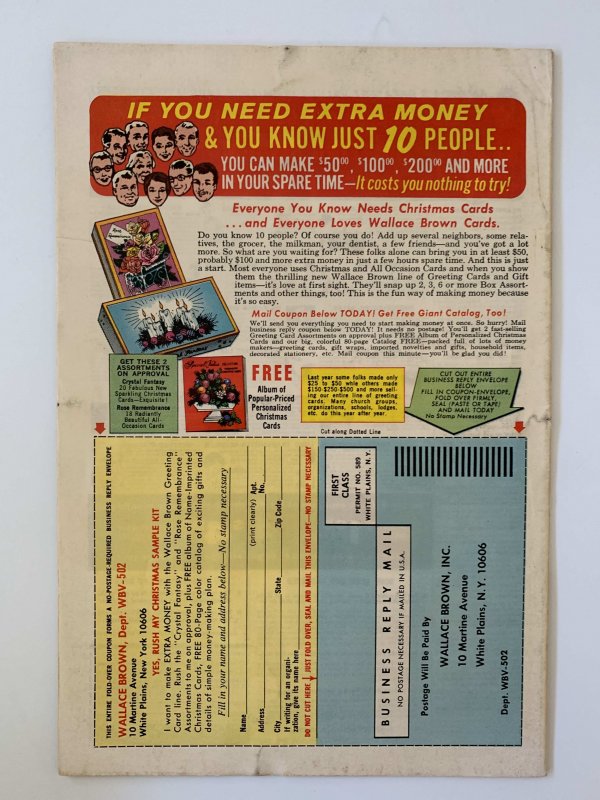 IF YOU NEED EXTRA MONEY
& YOU KNOW JUST 10 PEOPLE..
YOU CAN MAKE $50⁰⁰, $100⁰⁰, $200⁰⁰ AND MORE
IN YOUR SPARE TIME—It costs you nothing to try!
Everyone You Know Needs Christmas Cards
...and Everyone Loves Wallace Brown Cards.
Do you know 10 people? Of course you do! Add up several neighbors, some rela-
tives, the grocer, the milkman, your dentist, a few friends—and you've got a lot
more. So what are you waiting for? These folks alone can bring you in at least $50,
probably $100 and more extra money in just a few hours spare time. And this is just
a start. Most everyone uses Christmas and All Occasion Cards and when you show
them the thrilling new Wallace Brown line of Greeting Cards and Gift
items—it's love at first sight. They'll snap up 2, 3, 6 or more Box Assort-
ments and other things, too! This is the fun way of making money because
it's so easy.
Mail Coupon Below TODAY! Get Free Giant Catalog, Too!
We'll send you everything you need to start making money at once. So hurry! Mail
business reply coupon below TODAY! It needs no postage! You'll get 2 fast-selling
Greeting Card Assortments on approval plus FREE Album of Personalized Christmas
Cards and our big, colorful 80-page Catalog FREE—packed full of lots of money
makers—greeting cards, gift wraps, imported novelties and gifts, household items,
decorated stationery, etc. Mail coupon this minute—you'll be glad you did!
Rose Remembrance
GET THESE 2
ASSORTMENTS
ON APPROVAL
Crystal Fantasy
20 Fabulous New
Sparkling Christmas
Cards—Exquisite!
Rose Remembrance
18 Radiantly
Beautiful All-
Occasion Cards
FREE
Album of
Popular-Priced
Personalized
Christmas
Cards
Last year some folks made only
$25 to $50 while others made
$150 $250 $500 and more sell-
ing our entire line of greeting
cards. Many church groups,
organizations, schools, lodges,
etc. do this year after year.
CUT OUT ENTIRE
BUSINESS REPLY ENVELOPE
BELOW
FILL IN COUPON-ENVELOPE,
FOLD OVER FIRMLY,
SEAL (PASTE OR TAPE)
AND MAIL TODAY
No Stamp Necessary
Cut along Dotted Line
THIS ENTIRE FOLD-OVER COUPON FORMS A NO-POSTAGE-REQUIRED BUSINESS REPLY ENVELOPE
WALLACE BROWN, Dept. WBV-502
10 Martine Avenue
White Plains, New York 10606
YES, RUSH MY CHRISTMAS SAMPLE KIT
I want to make EXTRA MONEY with the Wallace Brown Greeting
Card line. Rush the "Crystal Fantasy" and "Rose Remembrance"
Assortments to me on approval, plus FREE album of Name-Imprinted
Christmas Cards, FREE 80-Page color catalog of exciting gifts and
details of simple money-making plan.
Fill in your name and address below—No stamp necessary
Name
(print clearly) Apt.
Address No.
City State Zip Code
If writing for an organi-
zation, give its name here
DO NOT CUT HERE JUST FOLD OVER, SEAL AND MAIL THIS ENVELOPE—NO STAMP NECESSARY
FIRST
CLASS
PERMIT NO. 589
WHITE PLAINS, N.Y.
BUSINESS REPLY MAIL
NO POSTAGE NECESSARY IF MAILED IN U.S.A.
Postage Will Be Paid By
WALLACE BROWN, INC.
10 Martine Avenue
White Plains, N.Y. 10606
Dept. WBV-502